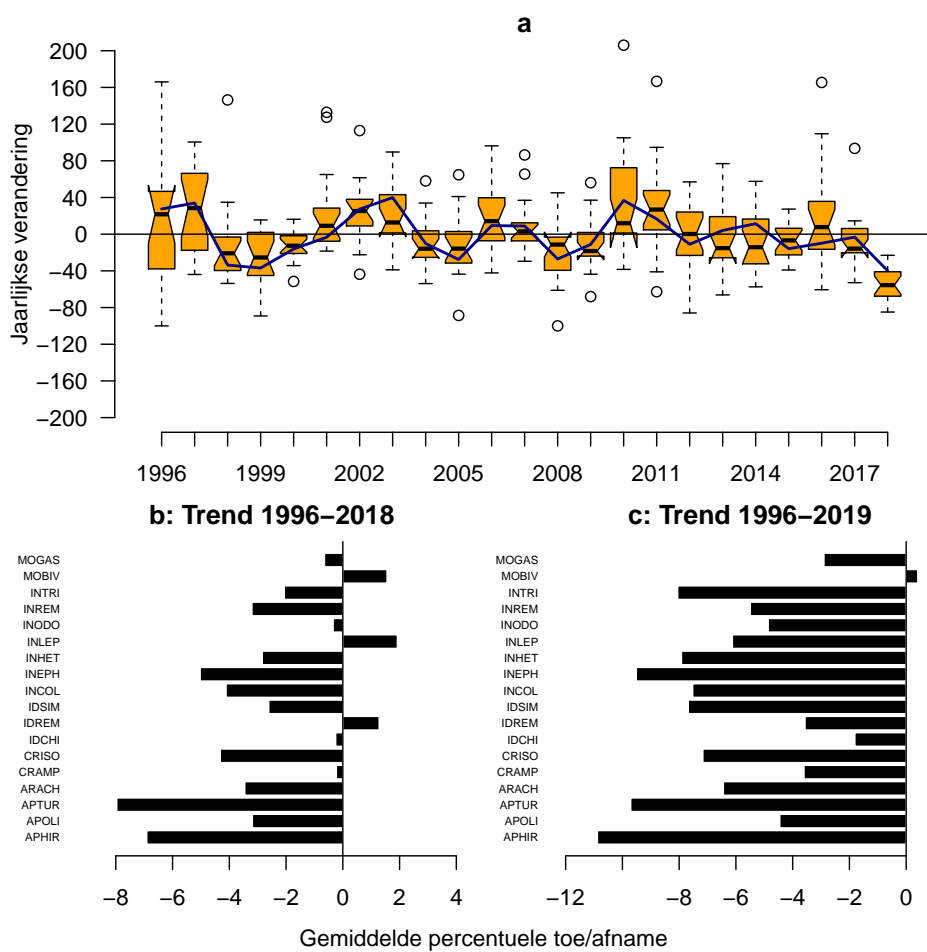 a
Jaarlijkse verandering
200
160
120
80
40
0
−40
−80
−120
−160
−200
1996 1999 2002 2005 2008 2011 2014 2017
b: Trend 1996−2018
MOGAS
MOBIV
INTRI
INREM
INODO
INLEP
INHET
INEPH
INCOL
IDSIM
IDREM
IDCHI
CRISO
CRAMP
ARACH
APTUR
APOLI
APHIR
−8 −6 −4 −2 0 2 4
c: Trend 1996−2019
MOGAS
MOBIV
INTRI
INREM
INODO
INLEP
INHET
INEPH
INCOL
IDSIM
IDREM
IDCHI
CRISO
CRAMP
ARACH
APTUR
APOLI
APHIR
−12 −10 −8 −6 −4 −2 0
Gemiddelde percentuele toe/afname